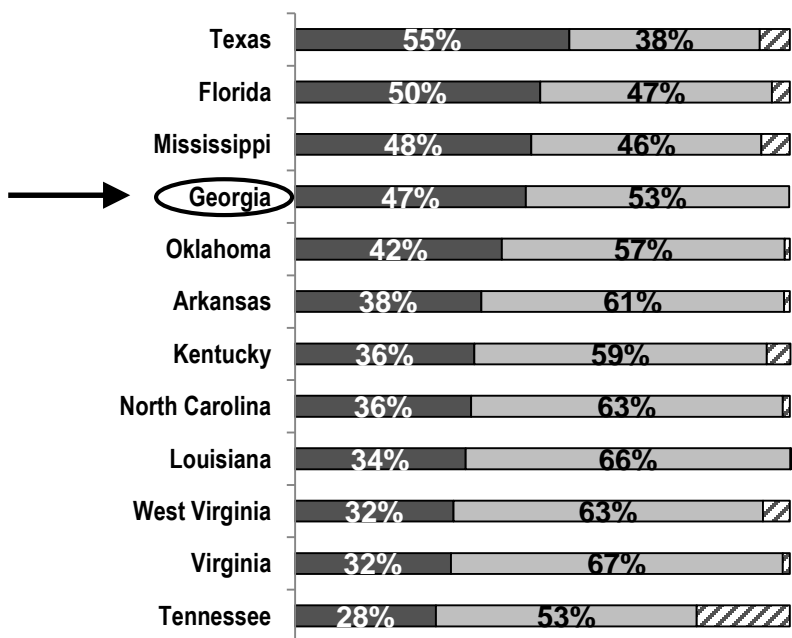 Texas 55% 38%
Florida 50% 47%
Mississippi 48% 46%
Georgia 47% 53%
Oklahoma 42% 57%
Arkansas 38% 61%
Kentucky 36% 59%
North Carolina 36% 63%
Louisiana 34% 66%
West Virginia 32% 63%
Virginia 32% 67%
Tennessee 28% 53%